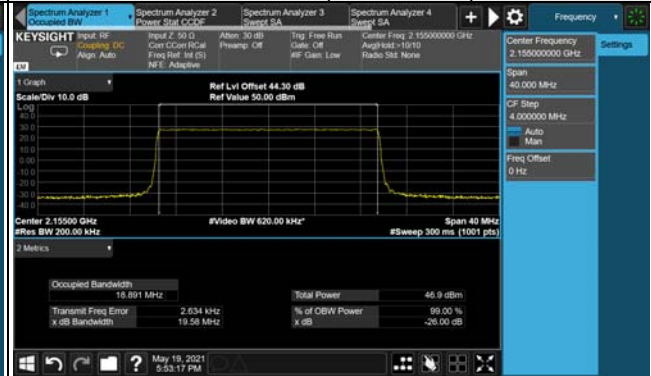 Spectrum Analyzer 1
Occupied BW
Spectrum Analyzer 2
Power Stat CCDF
Spectrum Analyzer 3
Swept SA
Spectrum Analyzer 4
Swept SA
Frequency
KEYSIGHT
Input: RF
Coupling: DC
Align: Auto
Input Z: 50 Ω
Corr CCorr RCal
Freq Ref: Int (S)
NFE: Adaptive
Atten: 30 dB
Preamp: Off
Trig: Free Run
Gate: Off
#IF Gain: Low
Center Freq: 2.155000000 GHz
Avg|Hold:>10/10
Radio Std: None
Center Frequency
2.155000000 GHz
Settings
Span
40.000 MHz
CF Step
4.000000 MHz
Auto
Man
Freq Offset
0 Hz
1 Graph
Scale/Div 10.0 dB
Ref Lvl Offset 44.30 dB
Ref Value 50.00 dBm
Log
40.0
30.0
20.0
10.0
0.00
-10.0
-20.0
-30.0
-40.0
Center 2.15500 GHz
#Res BW 200.00 kHz
#Video BW 620.00 kHz*
Span 40 MHz
#Sweep 300 ms (1001 pts)
2 Metrics
Occupied Bandwidth
16.891 MHz
Total Power
46.9 dBm
Transmit Freq Error
2.634 kHz
% of OBW Power
99.00 %
x dB Bandwidth
19.58 MHz
x dB
-26.00 dB
May 19, 2021
5:53:17 PM